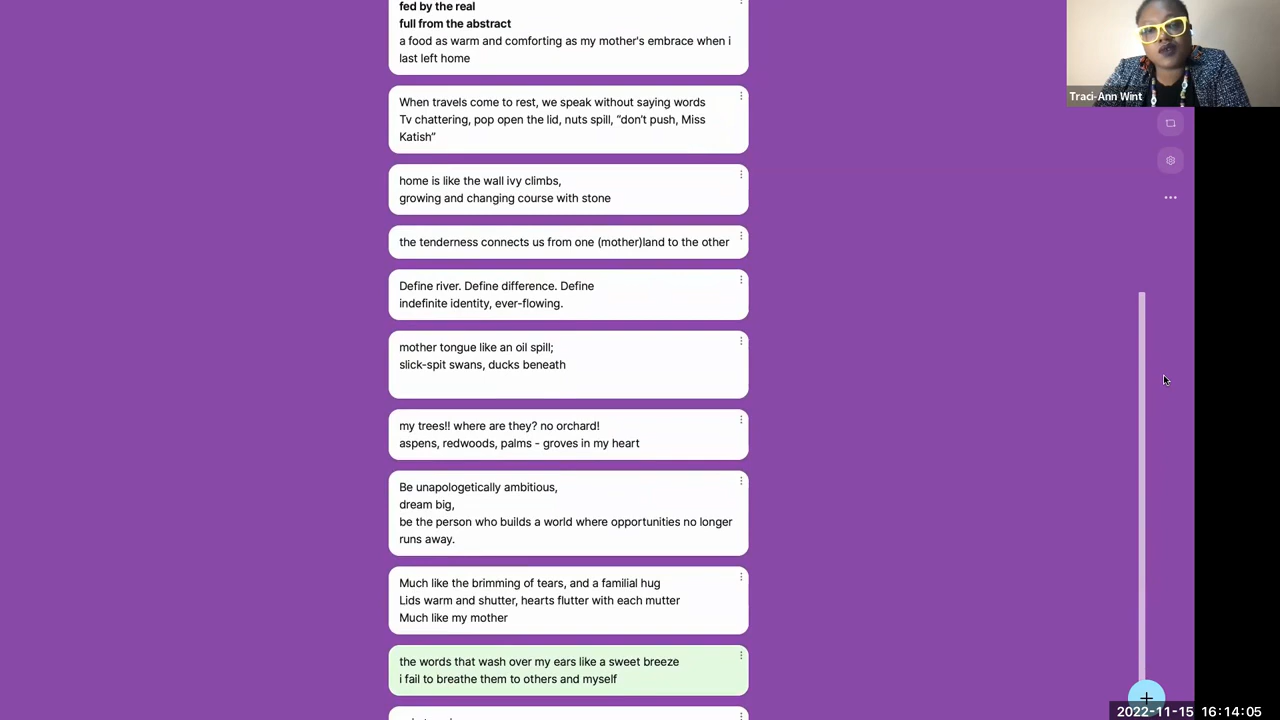 fed by the real
full from the abstract
a food as warm and comforting as my mother's embrace when i
last left home
When travels come to rest, we speak without saying words
Tv chattering, pop open the lid, nuts spill, “don’t push, Miss
Katish”
home is like the wall ivy climbs,
growing and changing course with stone
the tenderness connects us from one (mother)land to the other
Define river. Define difference. Define
indefinite identity, ever-flowing.
mother tongue like an oil spill;
slick-spit swans, ducks beneath
my trees!! where are they? no orchard!
aspens, redwoods, palms - groves in my heart
Be unapologetically ambitious,
dream big,
be the person who builds a world where opportunities no longer
runs away.
Much like the brimming of tears, and a familial hug
Lids warm and shutter, hearts flutter with each mutter
Much like my mother
the words that wash over my ears like a sweet breeze
i fail to breathe them to others and myself
Traci-Ann Wint
2022-11-15 16:14:05